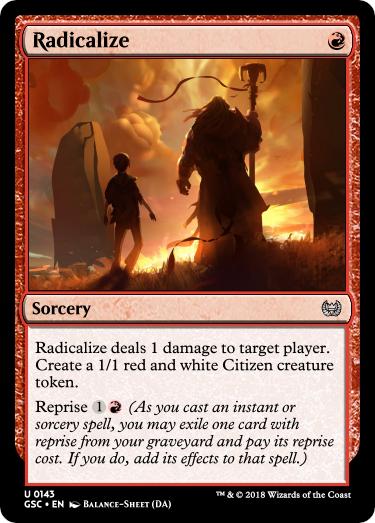 Radicalize
Sorcery
Radicalize deals 1 damage to target player.
Create a 1/1 red and white Citizen creature
token.
Reprise 1 (As you cast an instant or
sorcery spell, you may exile one card with
reprise from your graveyard and pay its reprise
cost. If you do, add its effects to that spell.)
U 0143
GSC • EN Balance-Sheet (DA)
™ & © 2018 Wizards of the Coast